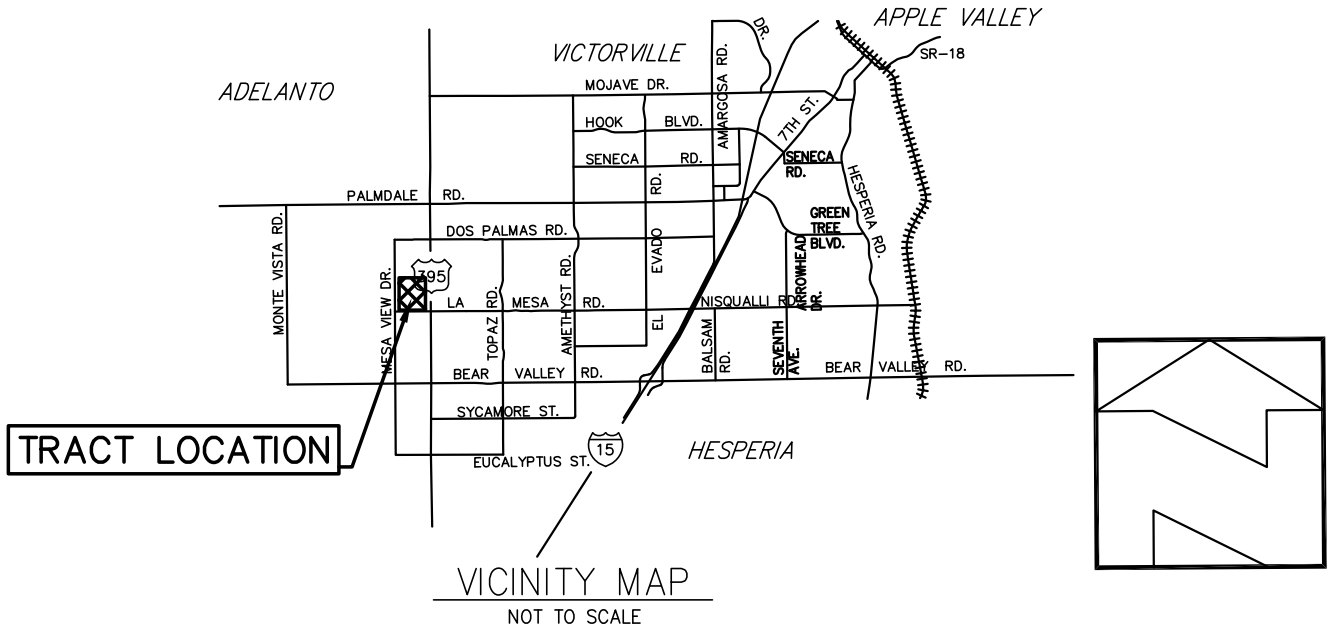 APPLE VALLEY
VICTORVILLE
DR.
SR-18
ADELANTO
MOJAVE DR.
AMARGOSA RD.
7TH ST.
HOOK BLVD.
SENECA RD.
SENECA
RD.
HESPERIA RD.
PALMDALE RD.
MONTE VISTA RD.
GREEN
TREE
BLVD.
DOS PALMAS RD.
EL EVADO RD.
ARROWHEAD
DR.
395
MESA VIEW DR.
LA MESA RD.
NISQUALLI RD.
TOPAZ RD.
AMETHYST RD.
BALSAM
RD.
SEVENTH
AVE.
BEAR VALLEY RD.
BEAR VALLEY RD.
SYCAMORE ST.
TRACT LOCATION
EUCALYPTUS ST.
15
HESPERIA
VICINITY MAP
NOT TO SCALE
N